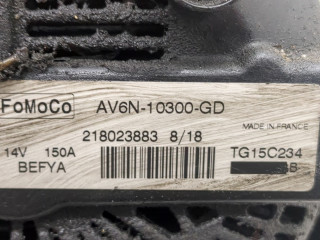 FoMoCo AV6N-10300-GD
218023883 8/18 MADE IN FRANCE
14V 150A TG15C234
BEFYA